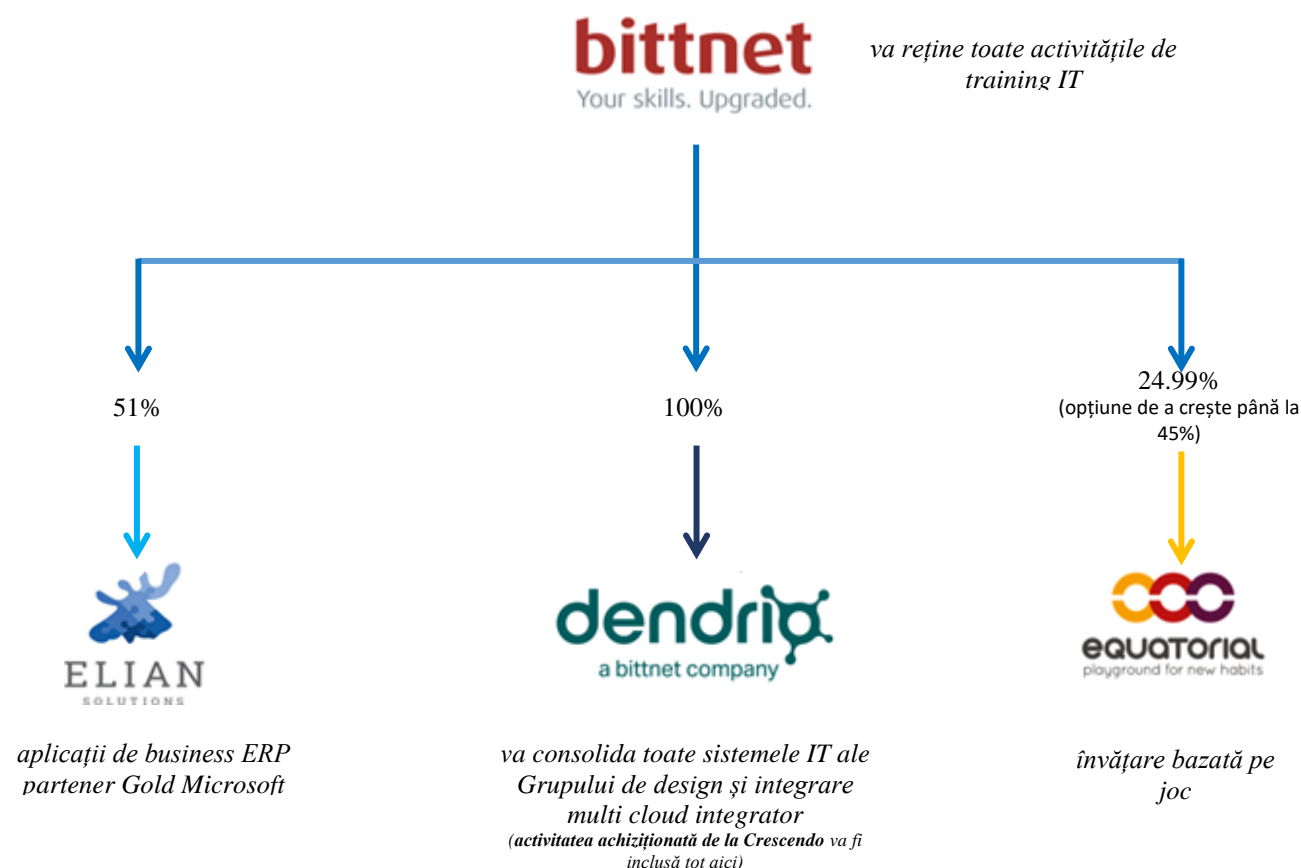 bittnet
Your skills. Upgraded.
va reține toate activitățile de
training IT
51%
100%
24.99%
(opțiune de a crește până la
45%)
ELIAN
SOLUTIONS
dendrio
a bittnet company
equatorial
playground for new habits
aplicații de business ERP
partener Gold Microsoft
va consolida toate sistemele IT ale
Grupului de design și integrare
multi cloud integrator
(activitatea achiziționată de la Crescendo va fi
inclusă tot aici)
învățare bazată pe
joc